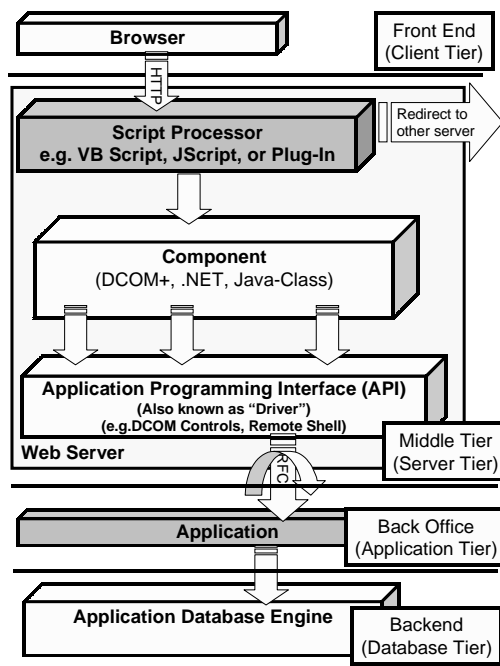 Browser
Front End
(Client Tier)
HTTP
Script Processor
e.g. VB Script, JScript, or Plug-In
Redirect to
other server
Component
(DCOM+, .NET, Java-Class)
Application Programming Interface (API)
(Also known as “Driver”)
(e.g.DCOM Controls, Remote Shell)
Web Server
Middle Tier
(Server Tier)
RFC
Application
Back Office
(Application Tier)
Application Database Engine
Backend
(Database Tier)